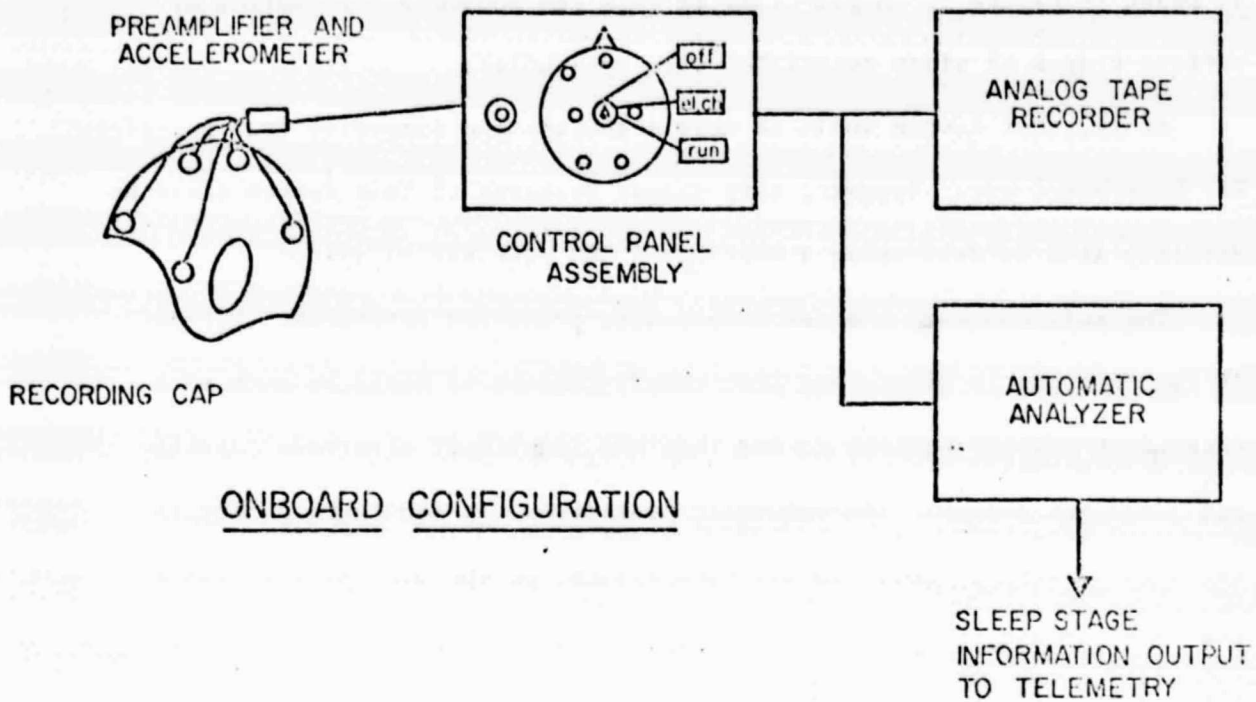 PREAMPLIFIER AND
ACCELEROMETER
off
el.ch
run
ANALOG TAPE
RECORDER
CONTROL PANEL
ASSEMBLY
RECORDING CAP
AUTOMATIC
ANALYZER
ONBOARD CONFIGURATION
SLEEP STAGE
INFORMATION OUTPUT
TO TELEMETRY